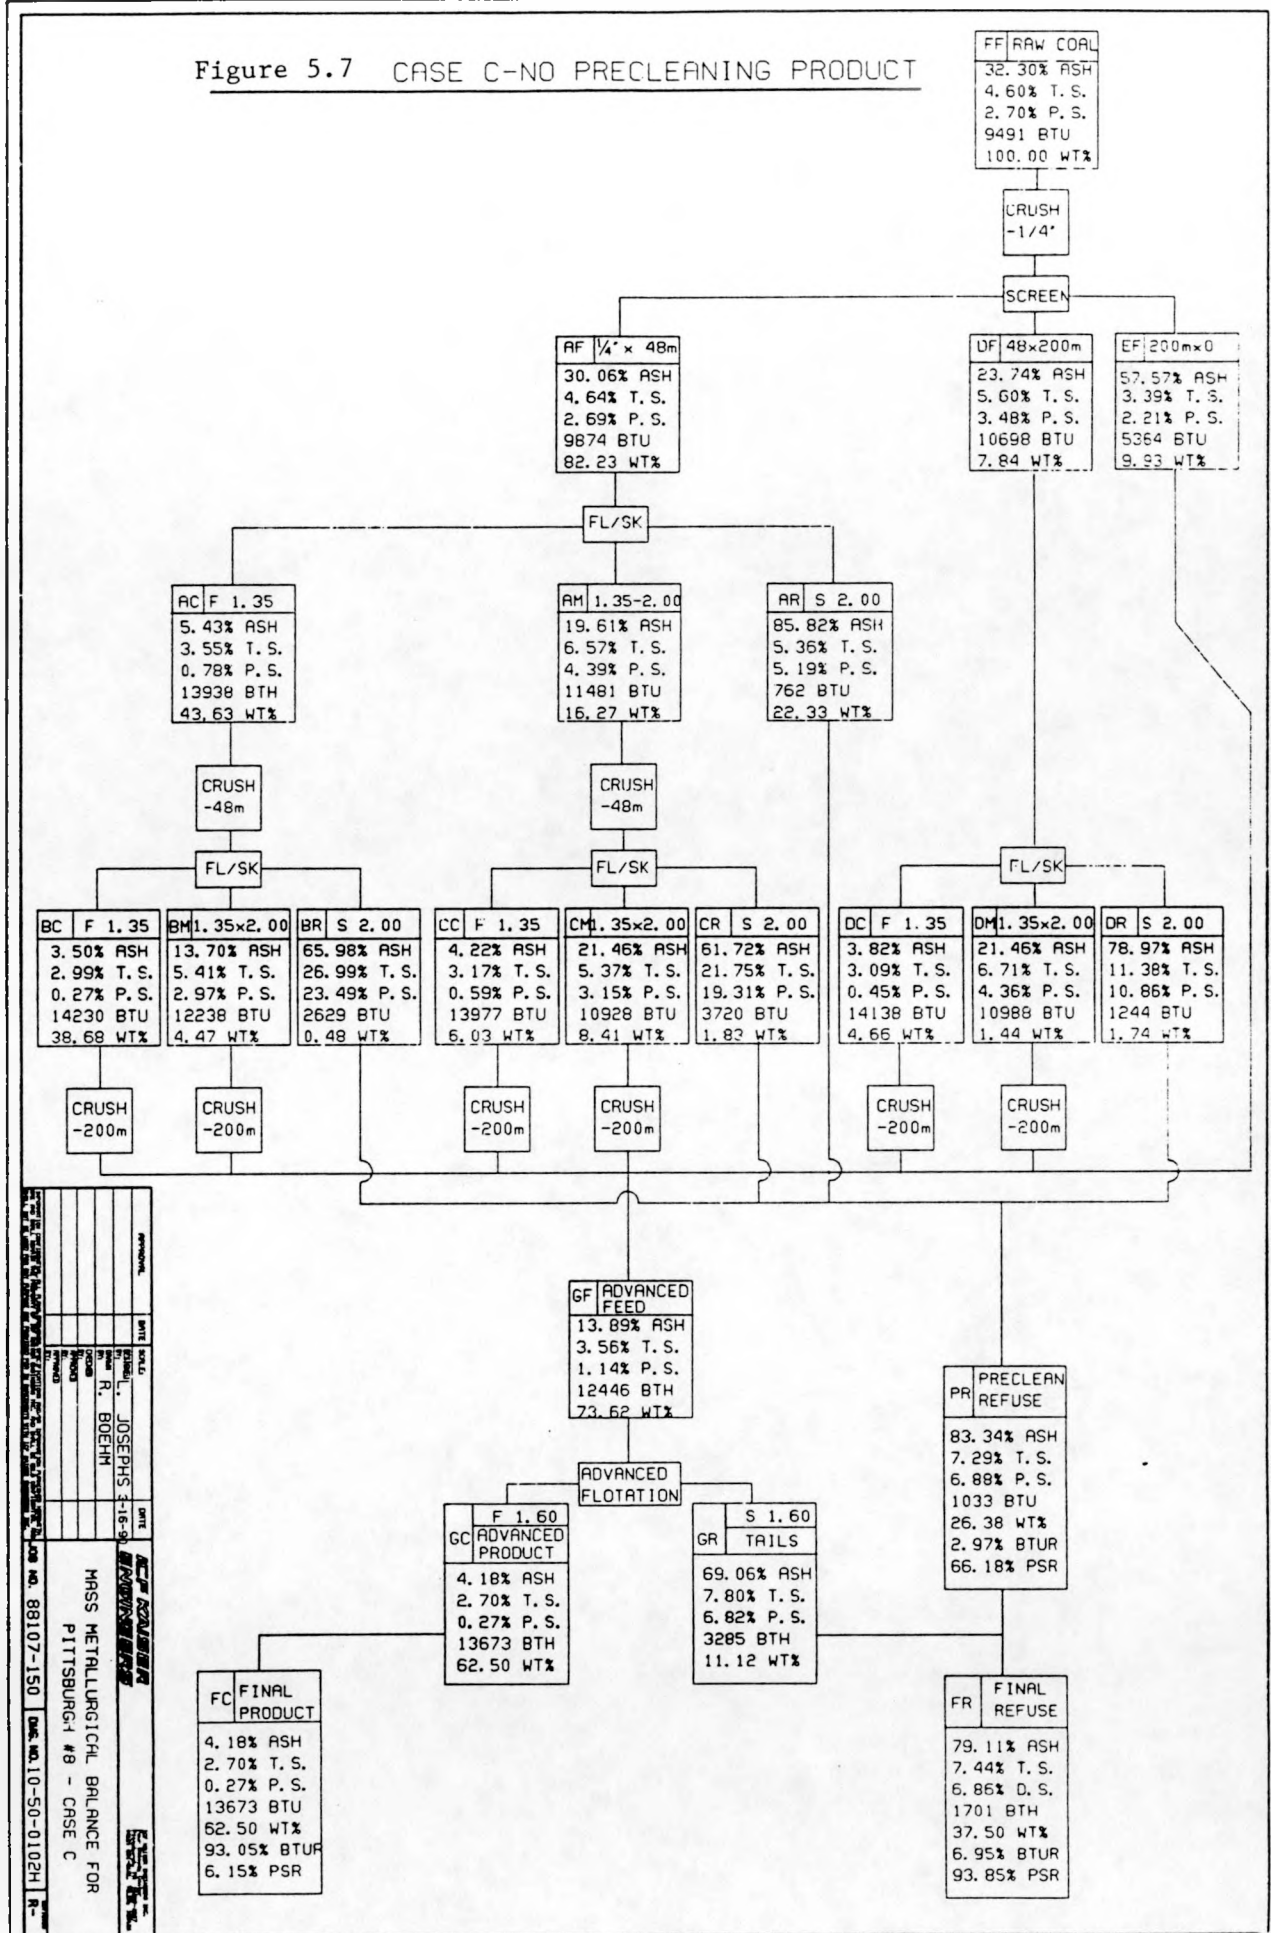 Figure 5.7 CASE C-NO PRECLEANING PRODUCT
FF RAW COAL
32.30% ASH
4.60% T.S.
2.70% P.S.
9491 BTU
100.00 WT%
CRUSH
-1/4"
SCREEN
AF 1/4" x 48m
30.06% ASH
4.64% T.S.
2.69% P.S.
9874 BTU
82.23 WT%
DF 48x200m
23.74% ASH
5.60% T.S.
3.48% P.S.
10698 BTU
7.84 WT%
EF 200mx0
57.57% ASH
3.39% T.S.
2.21% P.S.
5364 BTU
9.93 WT%
FL/SK
AC F 1.35
5.43% ASH
3.55% T.S.
0.78% P.S.
13938 BTH
43.63 WT%
AM 1.35-2.00
19.61% ASH
6.57% T.S.
4.39% P.S.
11481 BTU
16.27 WT%
AR S 2.00
85.82% ASH
5.36% T.S.
5.19% P.S.
762 BTU
22.33 WT%
CRUSH
-48m
CRUSH
-48m
FL/SK
FL/SK
FL/SK
BC F 1.35
3.50% ASH
2.99% T.S.
0.27% P.S.
14230 BTU
38.68 WT%
BM 1.35x2.00
13.70% ASH
5.41% T.S.
2.97% P.S.
12238 BTU
4.47 WT%
BR S 2.00
65.98% ASH
26.99% T.S.
23.49% P.S.
2629 BTU
0.48 WT%
CC F 1.35
4.22% ASH
3.17% T.S.
0.59% P.S.
13977 BTU
6.03 WT%
CM 1.35x2.00
21.46% ASH
5.37% T.S.
3.15% P.S.
10928 BTU
8.41 WT%
CR S 2.00
61.72% ASH
21.75% T.S.
19.31% P.S.
3720 BTU
1.83 WT%
DC F 1.35
3.82% ASH
3.09% T.S.
0.45% P.S.
14138 BTU
4.66 WT%
DM 1.35x2.00
21.46% ASH
6.71% T.S.
4.36% P.S.
10988 BTU
1.44 WT%
DR S 2.00
78.97% ASH
11.38% T.S.
10.86% P.S.
1244 BTU
1.74 WT%
CRUSH
-200m
CRUSH
-200m
CRUSH
-200m
CRUSH
-200m
CRUSH
-200m
CRUSH
-200m
GF ADVANCED
FEED
13.89% ASH
3.56% T.S.
1.14% P.S.
12446 BTH
73.62 WT%
PR PRECLEAN
REFUSE
83.34% ASH
7.29% T.S.
6.88% P.S.
1033 BTU
26.38 WT%
2.97% BTUR
66.18% PSR
ADVANCED
FLOTATION
F 1.60
GC ADVANCED
PRODUCT
4.18% ASH
2.70% T.S.
0.27% P.S.
13673 BTH
62.50 WT%
S 1.60
GR TAILS
69.06% ASH
7.80% T.S.
6.82% P.S.
3285 BTH
11.12 WT%
FC FINAL
PRODUCT
4.18% ASH
2.70% T.S.
0.27% P.S.
13673 BTU
62.50 WT%
93.05% BTUR
6.15% PSR
FR FINAL
REFUSE
79.11% ASH
7.44% T.S.
6.86% D.S.
1701 BTH
37.50 WT%
6.95% BTUR
93.85% PSR
APPROVAL DATE
SCALE: DATE
L. JOSEPHS 3-16-90
R. BOEHM
ICF KAISER
ENGINEERS
MASS METALLURGICAL BALANCE FOR
PITTSBURGH #8 - CASE C
JOB NO. 88107-150 DWG. NO. 10-50-0102H R-